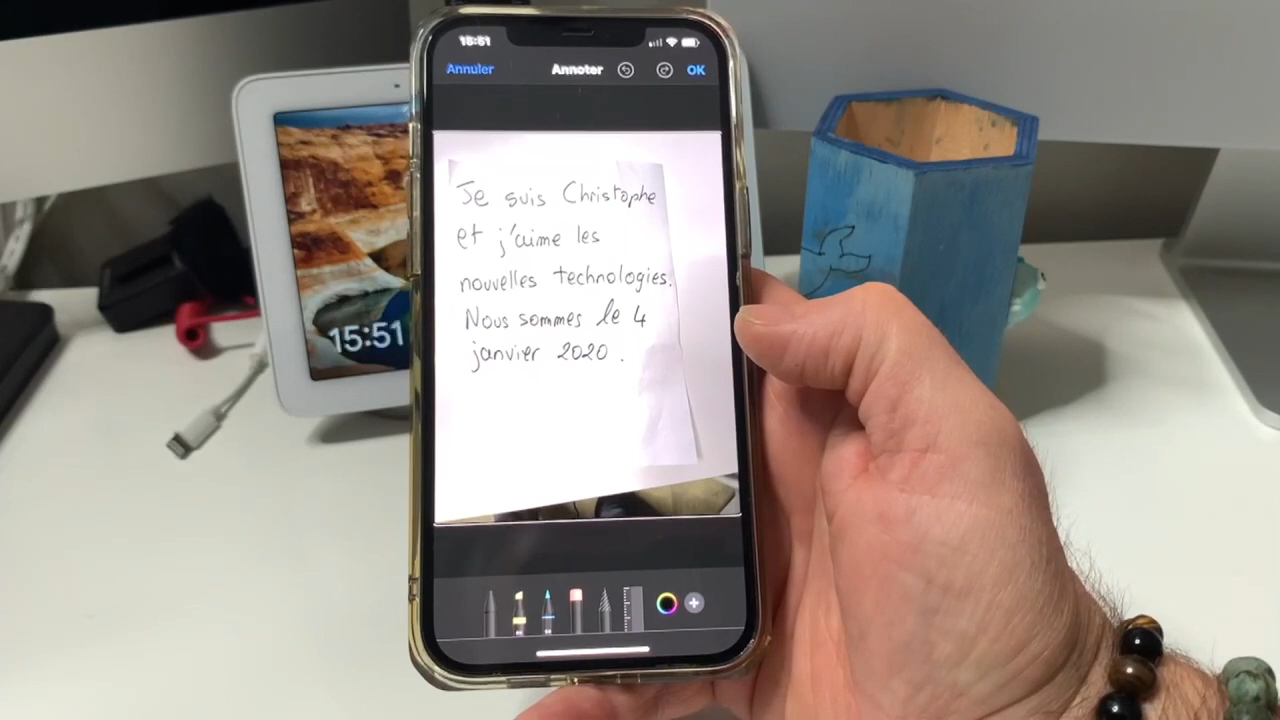 15:51
Annuler Annoter OK
Je suis Christophe
et j'aime les
nouvelles technologies.
Nous sommes le 4
janvier 2020.
15:51